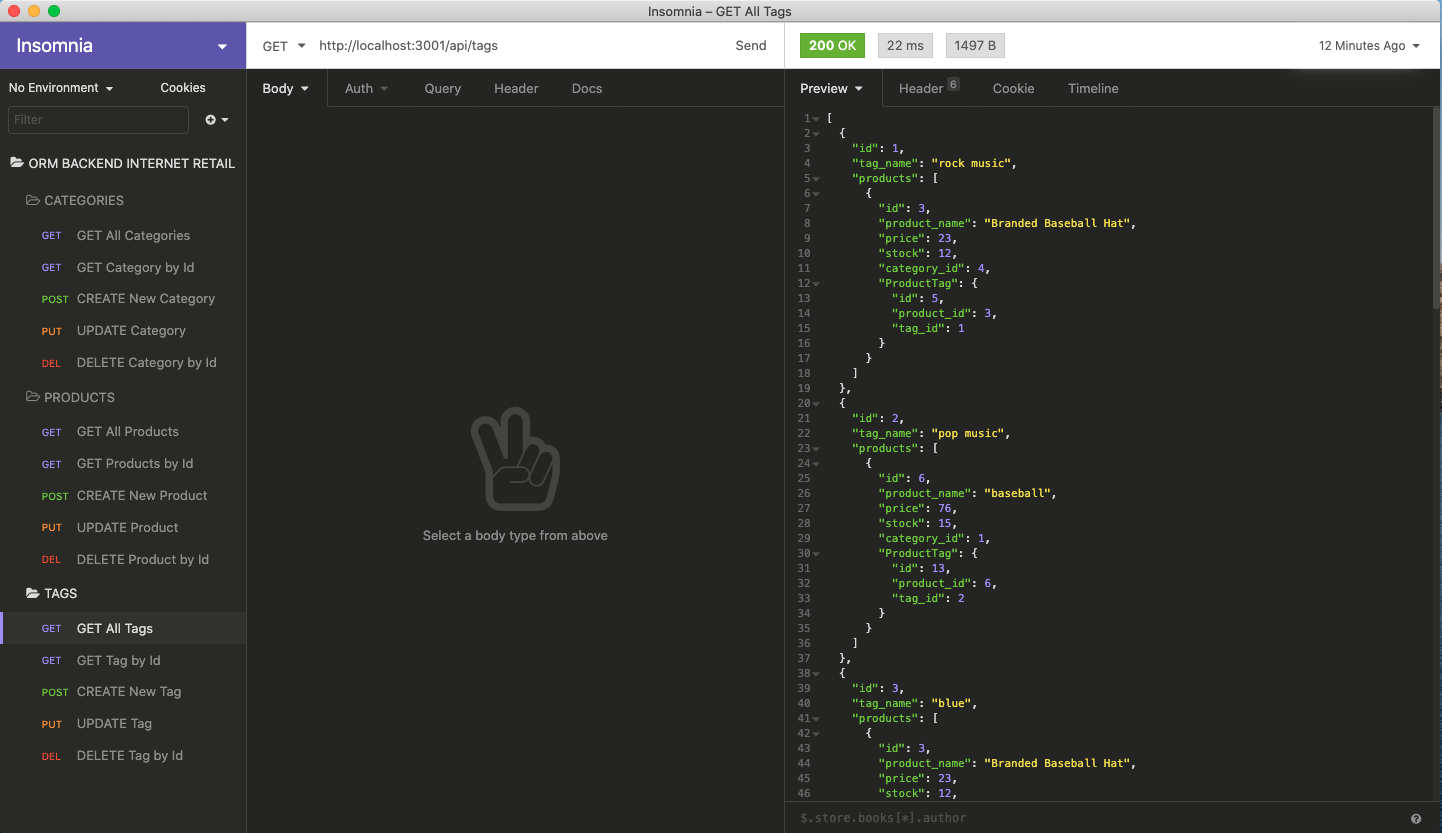 Insomnia – GET All Tags
Insomnia
GET http://localhost:3001/api/tags Send
200 OK 22 ms 1497 B 12 Minutes Ago
No Environment Cookies
Filter
ORM BACKEND INTERNET RETAIL
CATEGORIES
GET GET All Categories
GET GET Category by Id
POST CREATE New Category
PUT UPDATE Category
DEL DELETE Category by Id
PRODUCTS
GET GET All Products
GET GET Products by Id
POST CREATE New Product
PUT UPDATE Product
DEL DELETE Product by Id
TAGS
GET GET All Tags
GET GET Tag by Id
POST CREATE New Tag
PUT UPDATE Tag
DEL DELETE Tag by Id
Body Auth Query Header Docs
Select a body type from above
Preview Header 6 Cookie Timeline
1 [
2 {
3 "id": 1,
4 "tag_name": "rock music",
5 "products": [
6 {
7 "id": 3,
8 "product_name": "Branded Baseball Hat",
9 "price": 23,
10 "stock": 12,
11 "category_id": 4,
12 "ProductTag": {
13 "id": 5,
14 "product_id": 3,
15 "tag_id": 1
16 }
17 }
18 ]
19 },
20 {
21 "id": 2,
22 "tag_name": "pop music",
23 "products": [
24 {
25 "id": 6,
26 "product_name": "baseball",
27 "price": 76,
28 "stock": 15,
29 "category_id": 1,
30 "ProductTag": {
31 "id": 13,
32 "product_id": 6,
33 "tag_id": 2
34 }
35 }
36 ]
37 },
38 {
39 "id": 3,
40 "tag_name": "blue",
41 "products": [
42 {
43 "id": 3,
44 "product_name": "Branded Baseball Hat",
45 "price": 23,
46 "stock": 12,
$.store.books[*].author